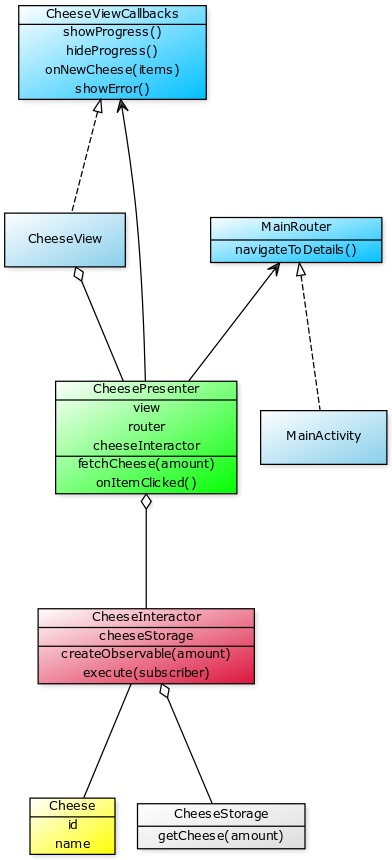 CheeseViewCallbacks
showProgress()
hideProgress()
onNewCheese(items)
showError()
CheeseView
MainRouter
navigateToDetails()
CheesePresenter
view
router
cheeseInteractor
fetchCheese(amount)
onItemClicked()
MainActivity
CheeseInteractor
cheeseStorage
createObservable(amount)
execute(subscriber)
Cheese
id
name
CheeseStorage
getCheese(amount)